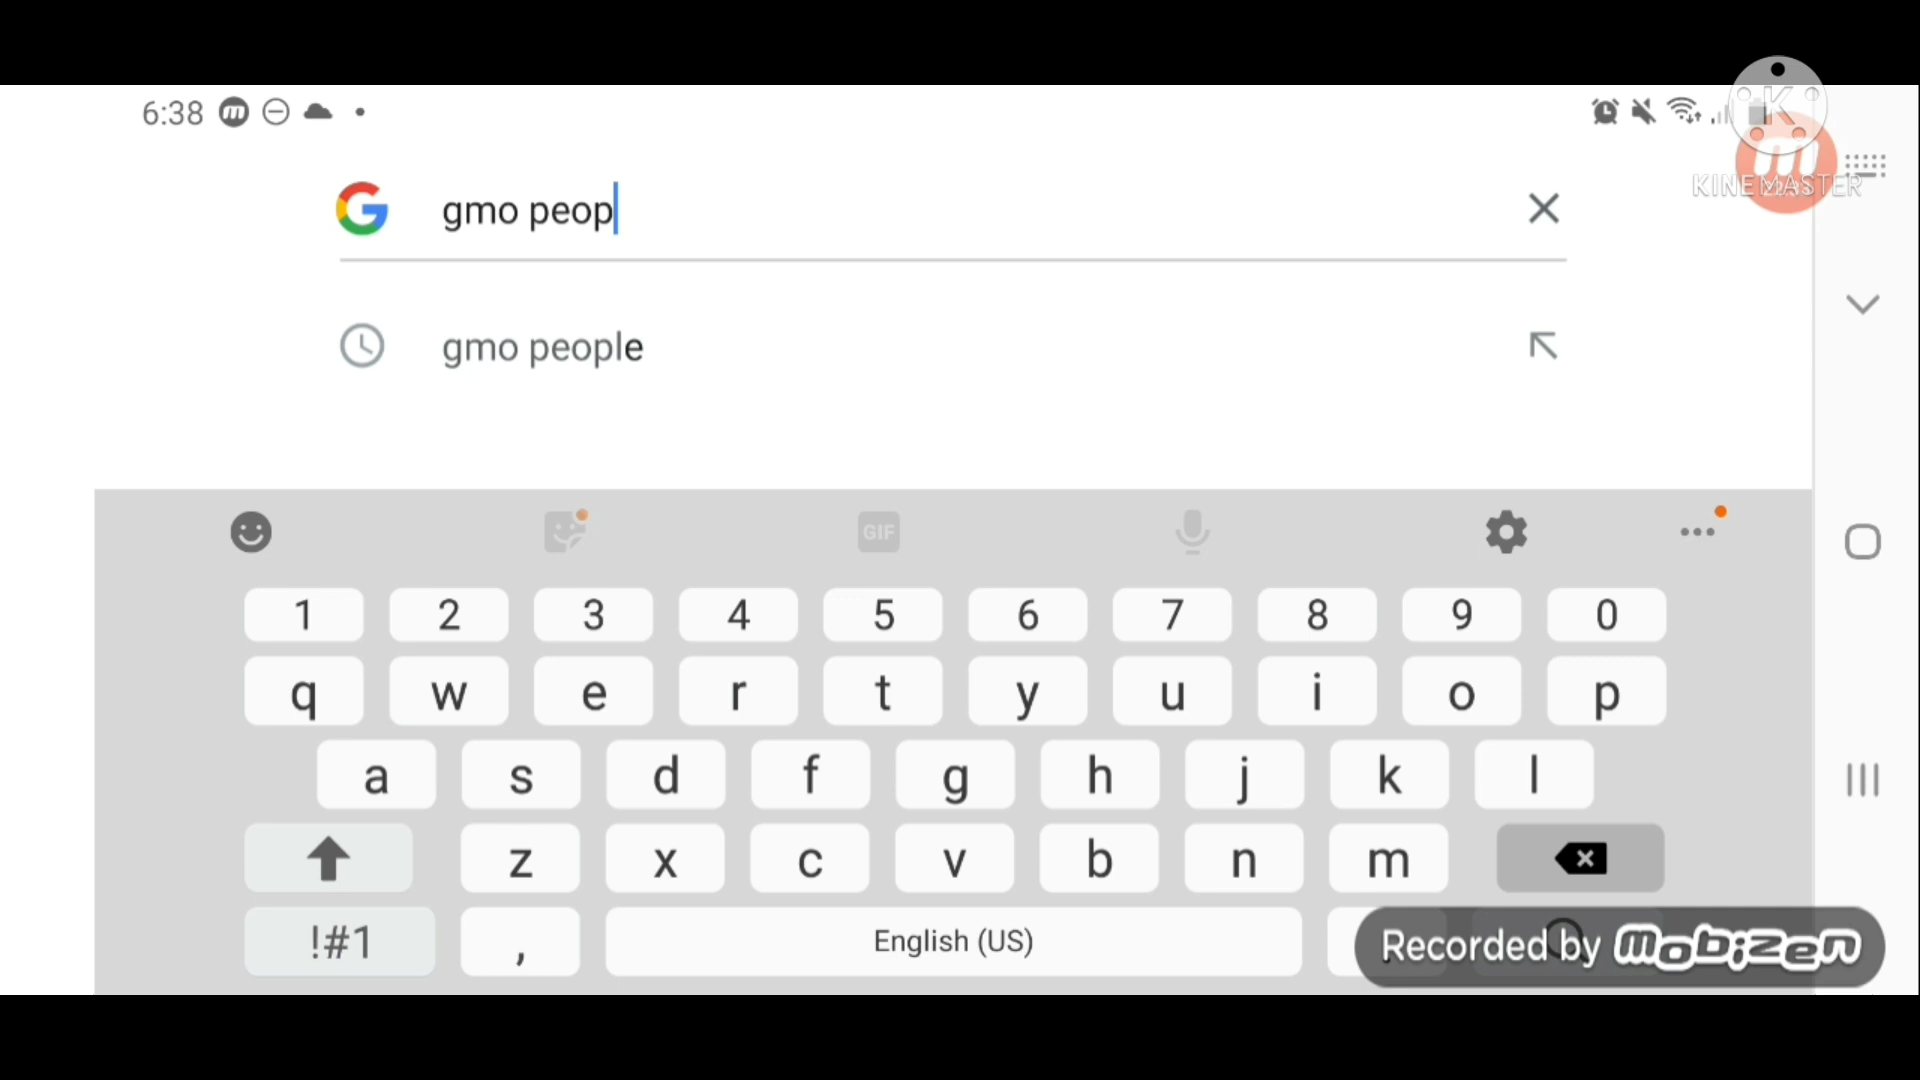 6:38
KINEMASTER
gmo peop
gmo people
GIF
1 2 3 4 5 6 7 8 9 0
q w e r t y u i o p
a s d f g h j k l
z x c v b n m
!#1 , English (US)
Recorded by mobizen